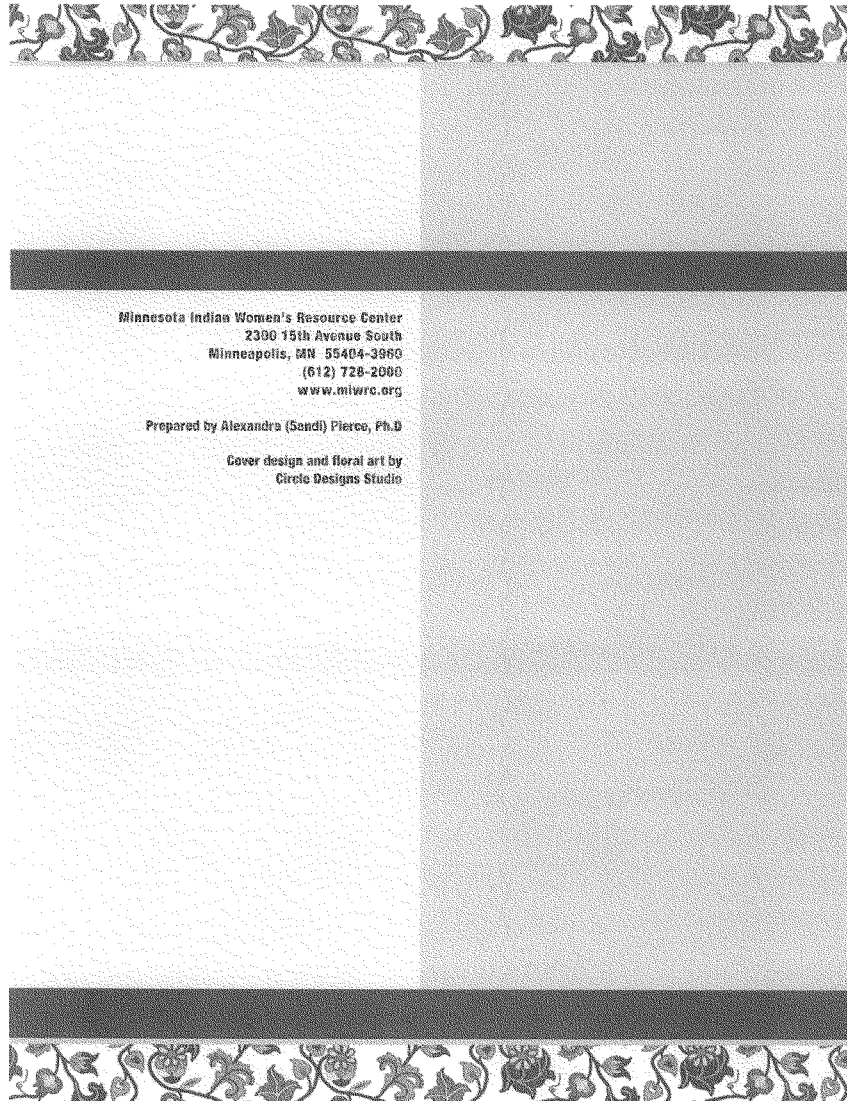 Minnesota Indian Women's Resource Center
2300 15th Avenue South
Minneapolis, MN 55404-3960
(612) 728-2000
www.miwrc.org
Prepared by Alexandra (Sandi) Pierce, Ph.D
Cover design and floral art by
Circle Designs Studio